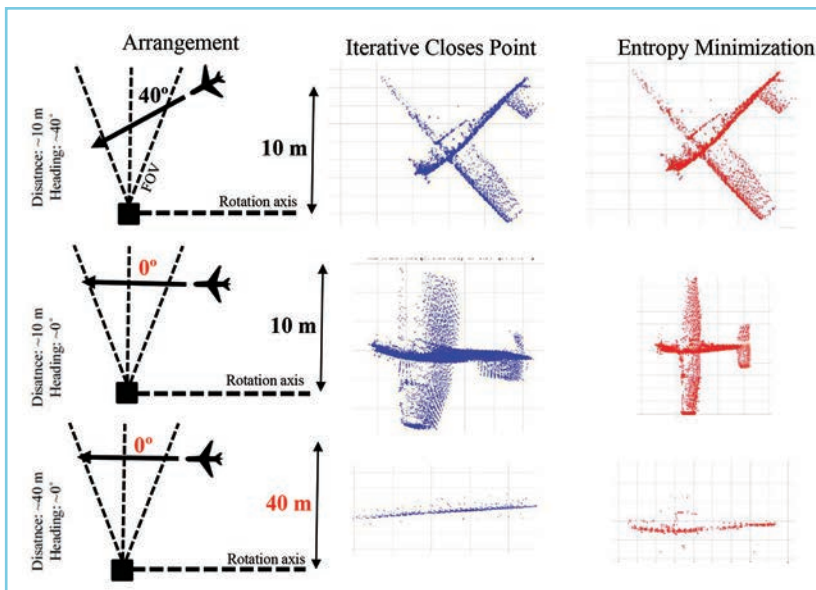 Arrangement
Iterative Closes Point
Entropy Minimization
Disatnce: ~10 m
Heading: ~40°
40º
FOV
10 m
Rotation axis
Disatnce: ~10 m
Heading: ~0°
0º
10 m
Rotation axis
Disatnce: ~40 m
Heading: ~0°
0º
40 m
Rotation axis